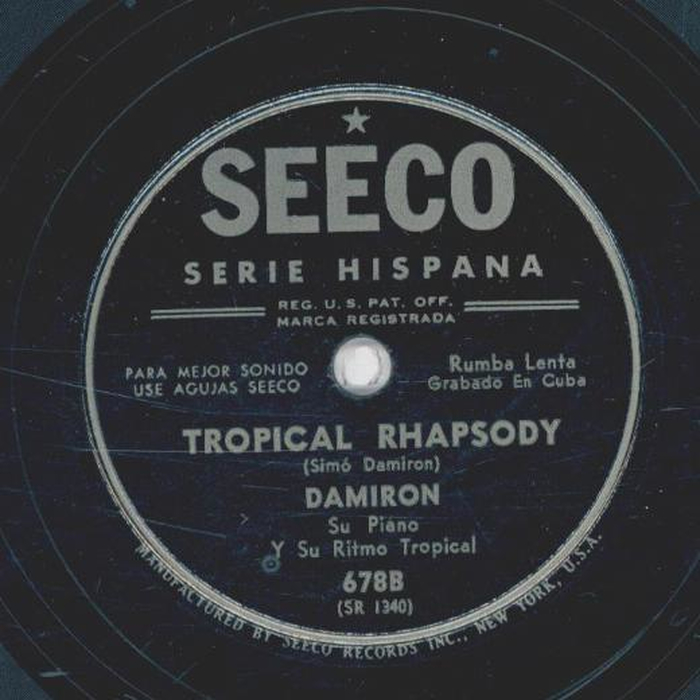 SEECO
SERIE HISPANA
REG. U.S. PAT. OFF.
MARCA REGISTRADA
PARA MEJOR SONIDO
USE AGUJAS SEECO
Rumba Lenta
Grabado En Cuba
TROPICAL RHAPSODY
(Simó Damiron)
DAMIRON
Su Piano
Y Su Ritmo Tropical
678B
(SR 1340)
MANUFACTURED BY SEECO RECORDS INC., NEW YORK, U.S.A.